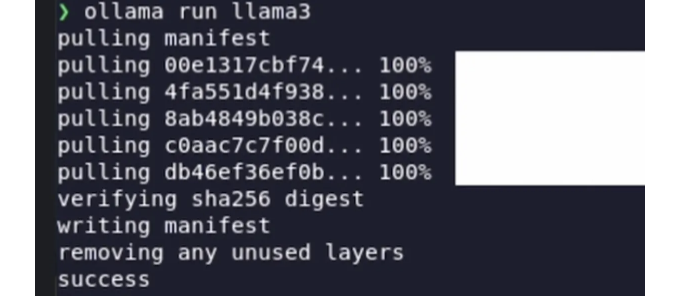 ❯ ollama run llama3
pulling manifest
pulling 00e1317cbf74... 100%
pulling 4fa551d4f938... 100%
pulling 8ab4849b038c... 100%
pulling c0aac7c7f00d... 100%
pulling db46ef36ef0b... 100%
verifying sha256 digest
writing manifest
removing any unused layers
success